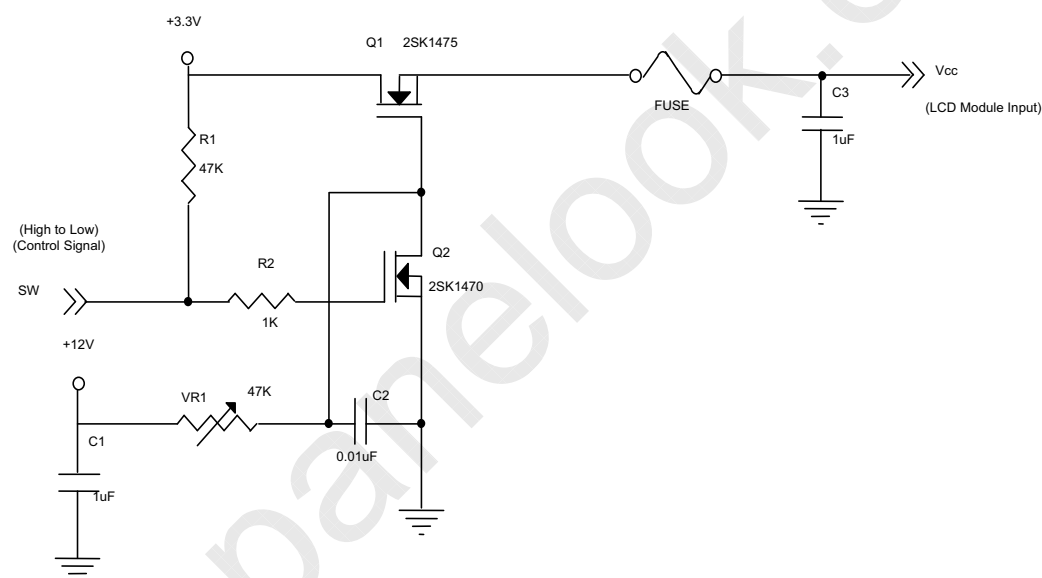 +3.3V
Q1 2SK1475
Vcc
FUSE
C3
(LCD Module Input)
R1
1uF
47K
(High to Low)
(Control Signal)
R2
Q2
SW
2SK1470
1K
+12V
VR1
47K
C2
C1
0.01uF
1uF
panelook.